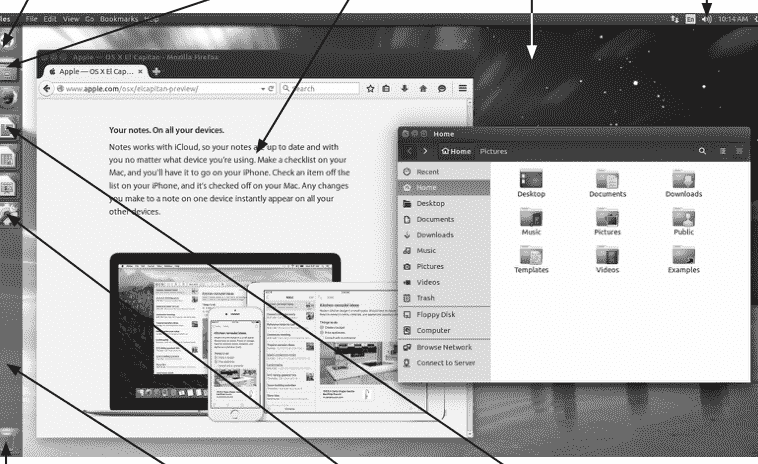 les File Edit View Go Bookmarks Help En 10:14 AM
Apple — OS X El Capitan - Mozilla Firefox
Apple — OS X El Cap...
www.apple.com/osx/elcapitan-preview/ Search
Your notes. On all your devices.
Notes works with iCloud, so your notes are up to date and with
you no matter what device you're using. Make a checklist on your
Mac, and you'll have it to go on your iPhone. Check an item off the
list on your iPhone, and it's checked off on your Mac. Any changes
you make to a note on one device instantly appear on all your
other devices.
Home
Home Pictures
Recent
Home
Desktop
Documents
Downloads
Music
Pictures
Videos
Trash
Floppy Disk
Computer
Browse Network
Connect to Server
Desktop Documents Downloads
Music Pictures Public
Templates Videos Examples